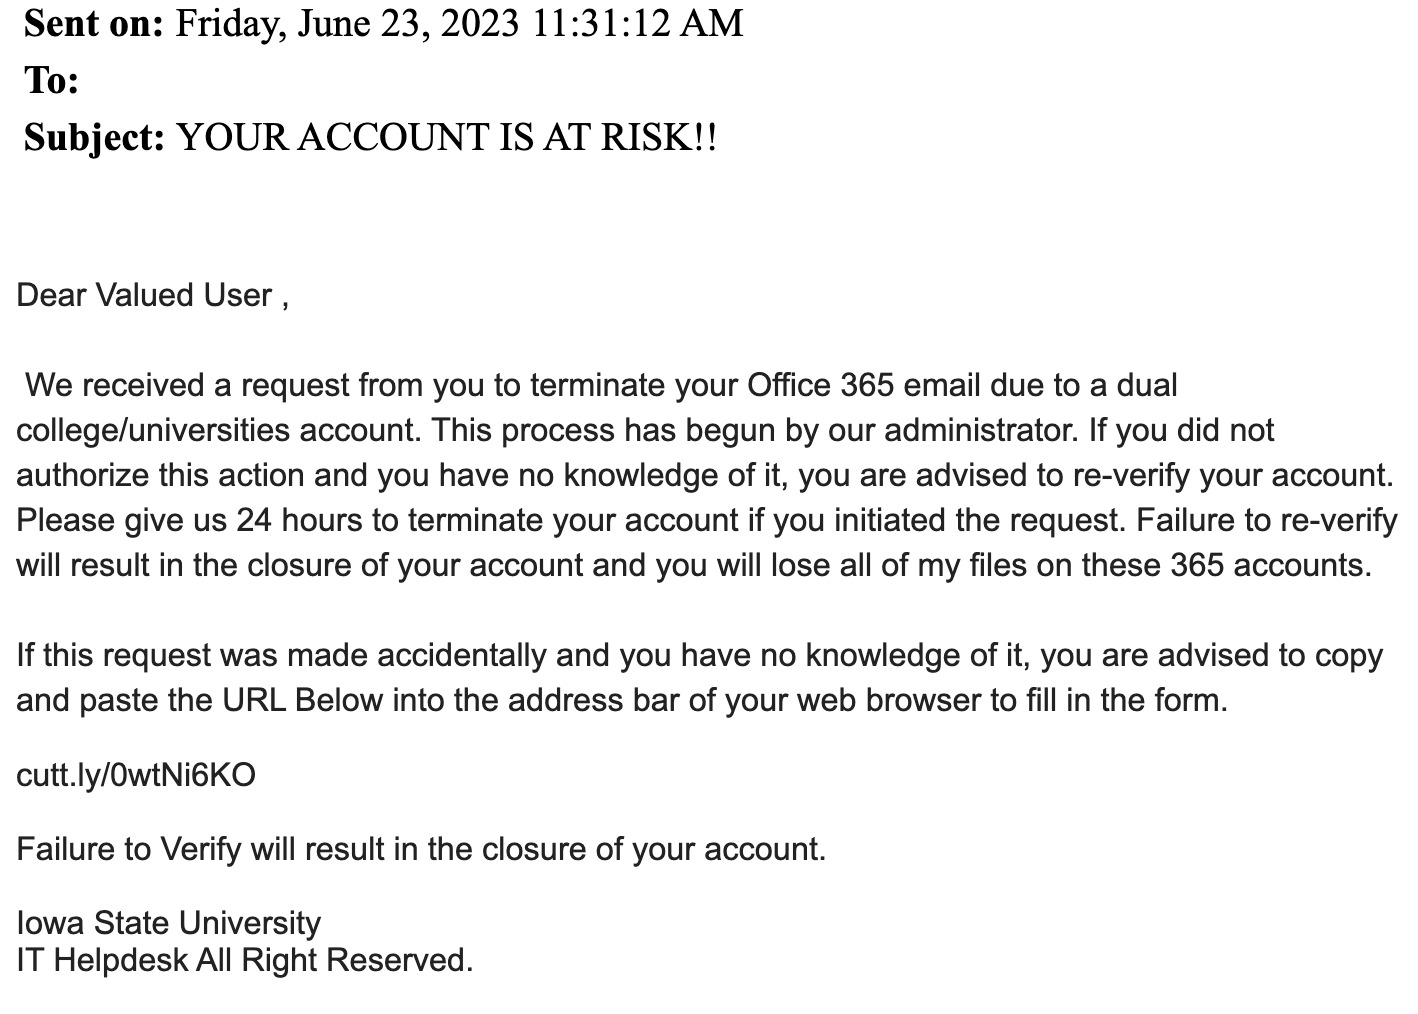 Sent on: Friday, June 23, 2023 11:31:12 AM
To:
Subject: YOUR ACCOUNT IS AT RISK!!
Dear Valued User ,
We received a request from you to terminate your Office 365 email due to a dual
college/universities account. This process has begun by our administrator. If you did not
authorize this action and you have no knowledge of it, you are advised to re-verify your account.
Please give us 24 hours to terminate your account if you initiated the request. Failure to re-verify
will result in the closure of your account and you will lose all of my files on these 365 accounts.
If this request was made accidentally and you have no knowledge of it, you are advised to copy
and paste the URL Below into the address bar of your web browser to fill in the form.
cutt.ly/0wtNi6KO
Failure to Verify will result in the closure of your account.
Iowa State University
IT Helpdesk All Right Reserved.